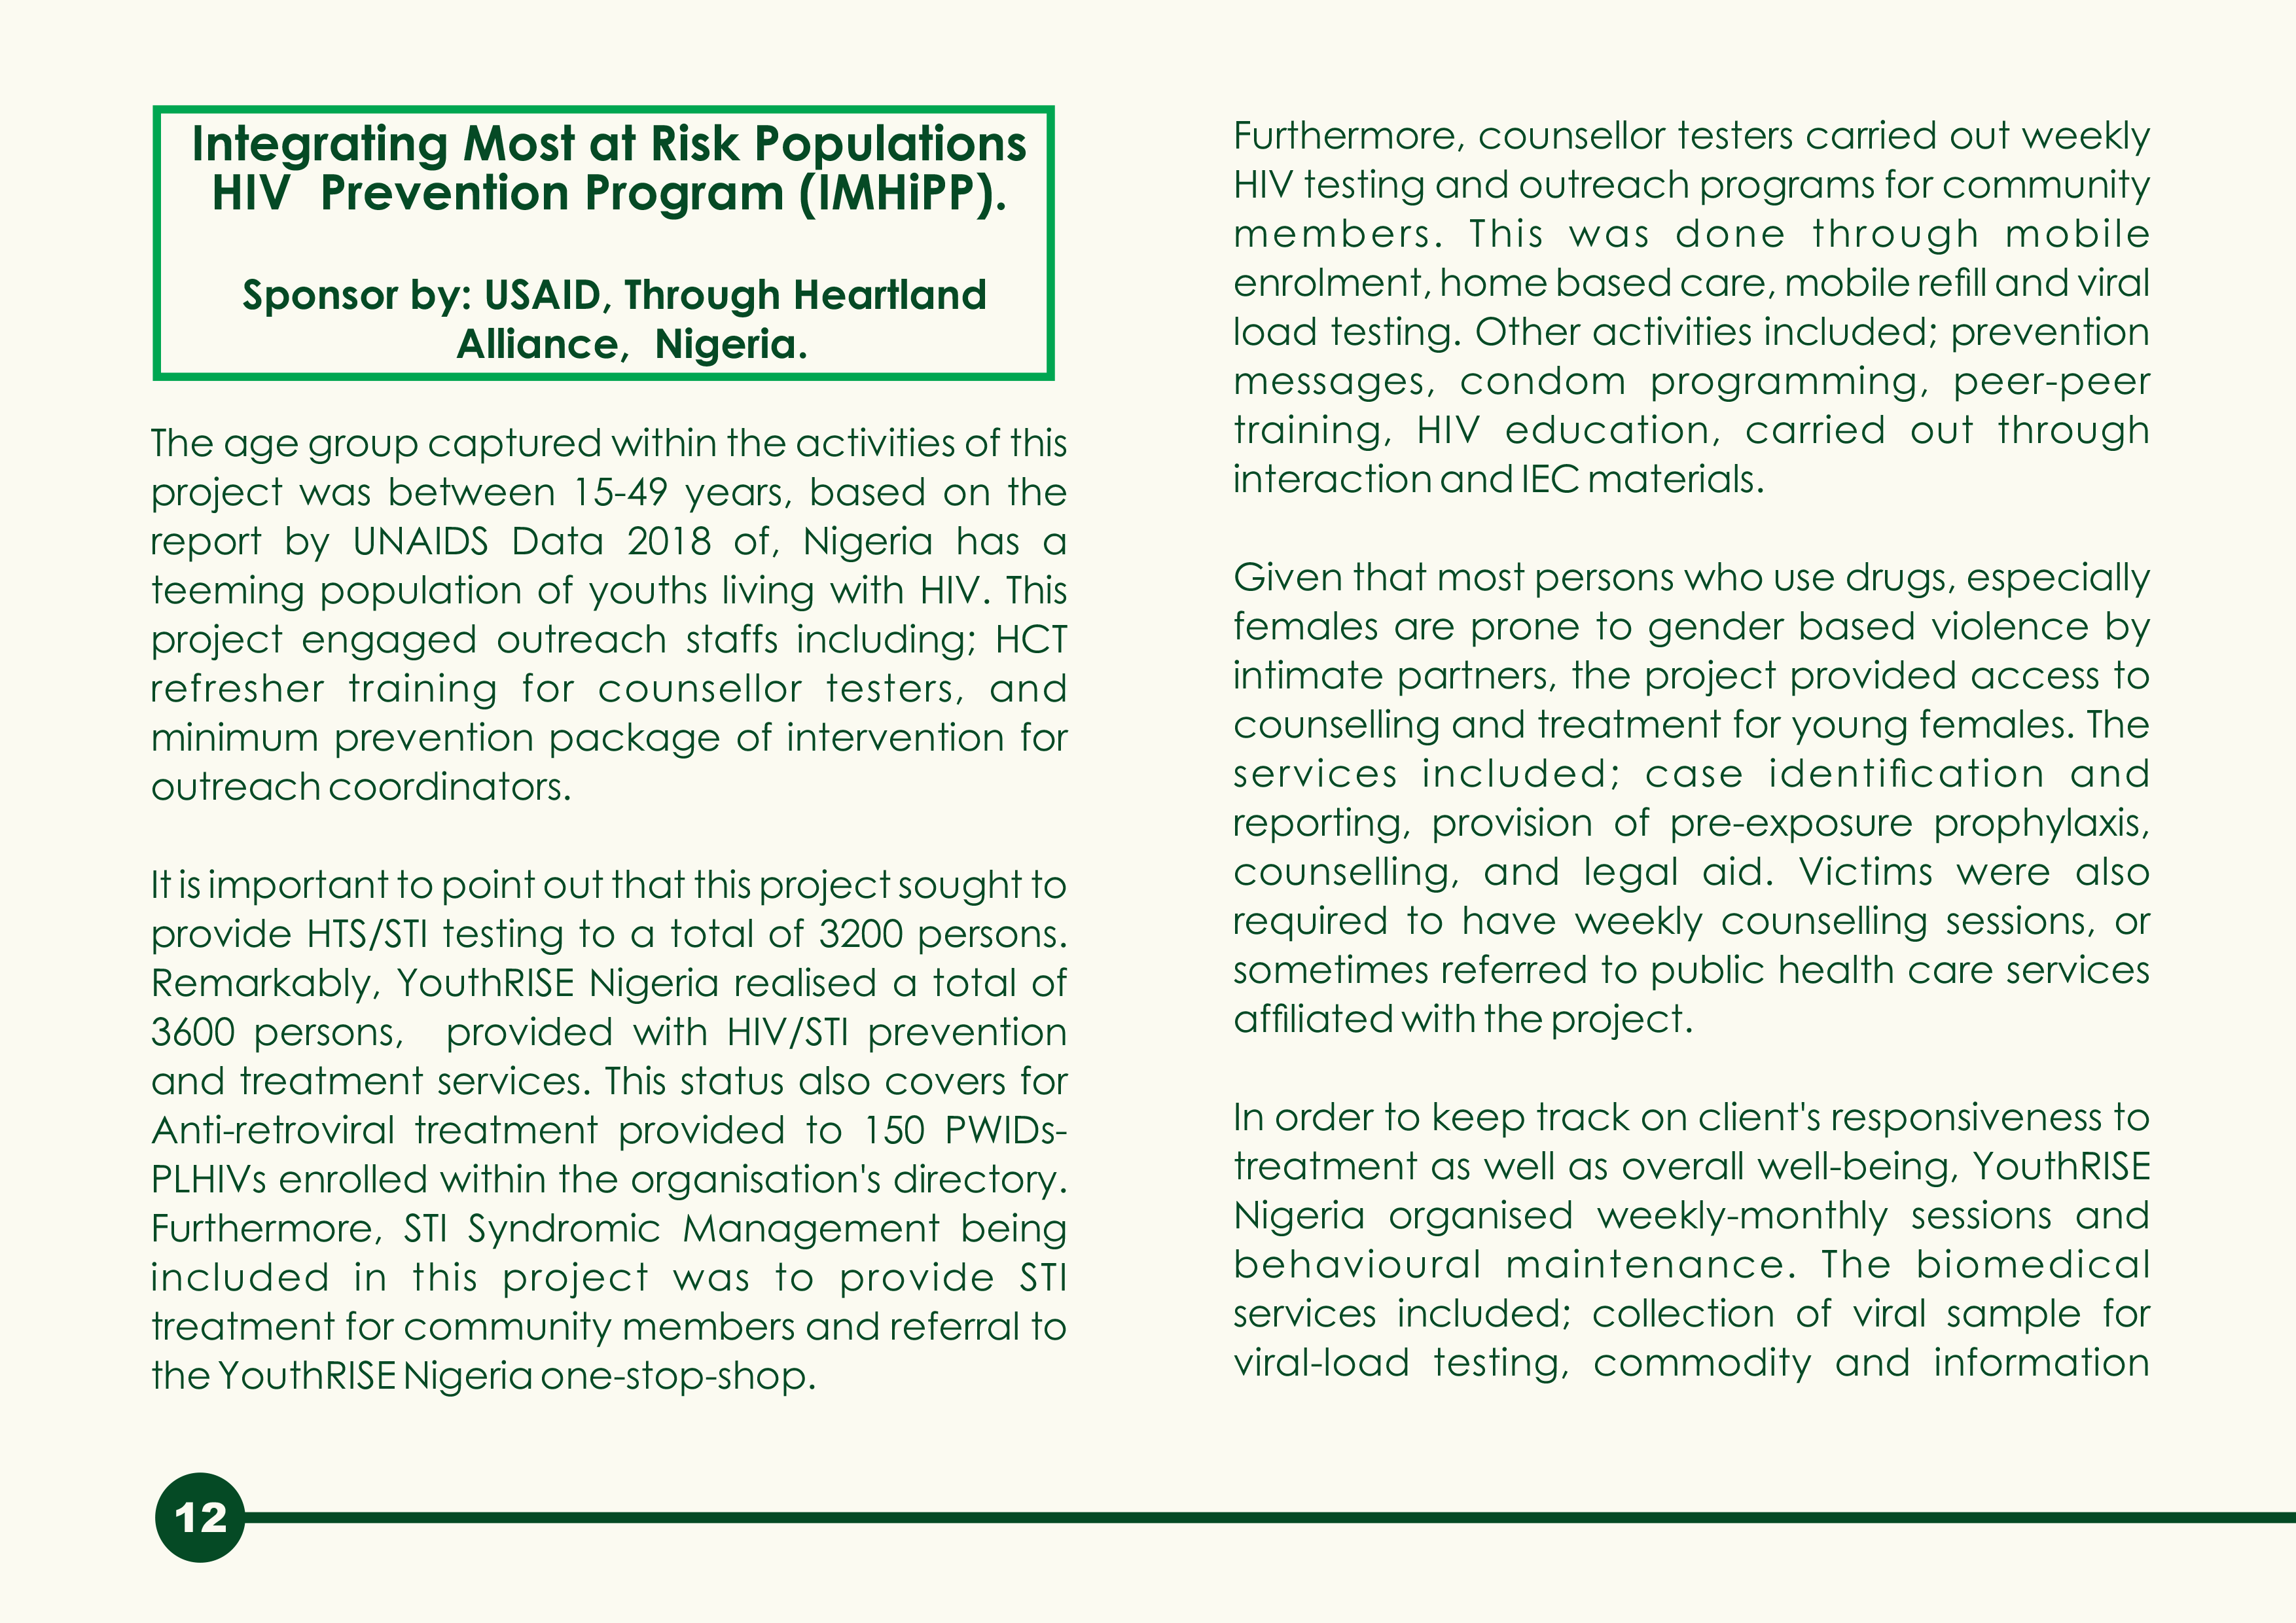 Integrating Most at Risk Populations
HIV  Prevention Program (IMHiPP).
Sponsor by: USAID, Through Heartland
Alliance,  Nigeria.
The age group captured within the activities of this
project was between 15-49 years, based on the
report by UNAIDS Data 2018 of, Nigeria has a
teeming population of youths living with HIV. This
project engaged outreach staffs including; HCT
refresher training for counsellor testers, and
minimum prevention package of intervention for
outreach coordinators.
It is important to point out that this project sought to
provide HTS/STI testing to a total of 3200 persons.
Remarkably, YouthRISE Nigeria realised a total of
3600 persons,  provided with HIV/STI prevention
and treatment services. This status also covers for
Anti-retroviral treatment provided to 150 PWIDs-
PLHIVs enrolled within the organisation's directory.
Furthermore, STI Syndromic Management being
included in this project was to provide STI
treatment for community members and referral to
the YouthRISE Nigeria one-stop-shop.
Furthermore, counsellor testers carried out weekly
HIV testing and outreach programs for community
members. This was done through mobile
enrolment, home based care, mobile refill and viral
load testing. Other activities included; prevention
messages, condom programming, peer-peer
training, HIV education, carried out through
interaction and IEC materials.
Given that most persons who use drugs, especially
females are prone to gender based violence by
intimate partners, the project provided access to
counselling and treatment for young females. The
services included; case identification and
reporting, provision of pre-exposure prophylaxis,
counselling, and legal aid. Victims were also
required to have weekly counselling sessions, or
sometimes referred to public health care services
affiliated with the project.
In order to keep track on client's responsiveness to
treatment as well as overall well-being, YouthRISE
Nigeria organised weekly-monthly sessions and
behavioural maintenance. The biomedical
services included; collection of viral sample for
viral-load testing, commodity and information
12